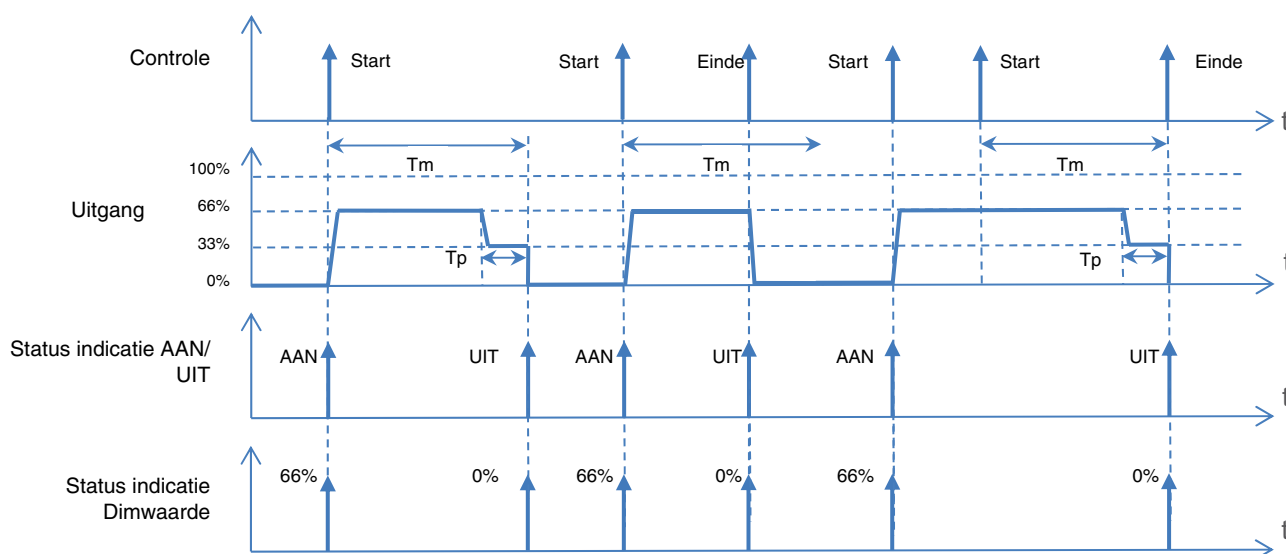 Controle
Start
Start
Einde
Start
Start
Einde
t
Tm
Tm
Tm
100%
Uitgang
66%
33%
0%
Tp
Tp
t
Status indicatie AAN/
UIT
AAN
UIT
AAN
UIT
AAN
UIT
t
Status indicatie
Dimwaarde
66%
0%
66%
0%
66%
0%
t